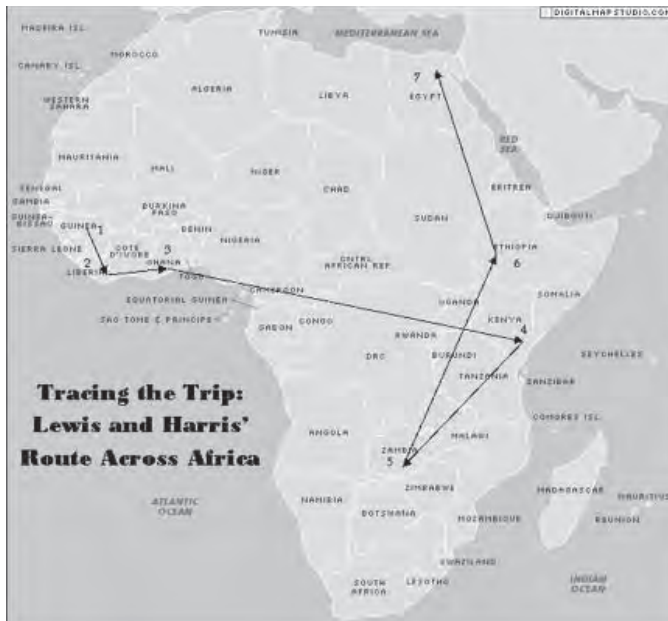 DIGITALMAPSTUDIO.COM
MADEIRA ISL.
TUNISIA
MEDITERRANEAN SEA
MOROCCO
CANARY ISL.
7
ALGERIA
LIBYA
EGYPT
WESTERN
SAHARA
RED
SEA
MAURITANIA
MALI
NIGER
CHAD
ERITREA
SENEGAL
GAMBIA
BURKINA
FASO
SUDAN
DJIBOUTI
GUINEA-
BISSAU
GUINEA
1
BENIN
NIGERIA
SIERRA LEONE
COTE
D'IVORE
3
GHANA
ETHIOPIA
2
LIBERIA
TOGO
CNTRAL
AFRICAN REP.
6
CAMEROON
SOMALIA
EQUATORIAL GUINEA
UGANDA
KENYA
SAO TOME & PRINCIPE
CONGO
GABON
4
RWANDA
DRC
BURUNDI
SEYCHELLES
TANZANIA
ZANZIBAR
Tracing the Trip:
Lewis and Harris'
Route Across Africa
COMORES ISL.
ANGOLA
MALAWI
ZAMBIA
5
ZIMBABWE
MADAGASCAR
MAURITIUS
ATLANTIC
OCEAN
NAMIBIA
BOTSWANA
MOZAMBIQUE
REUNION
SWAZILAND
SOUTH
AFRICA
LESOTHO
INDIAN
OCEAN